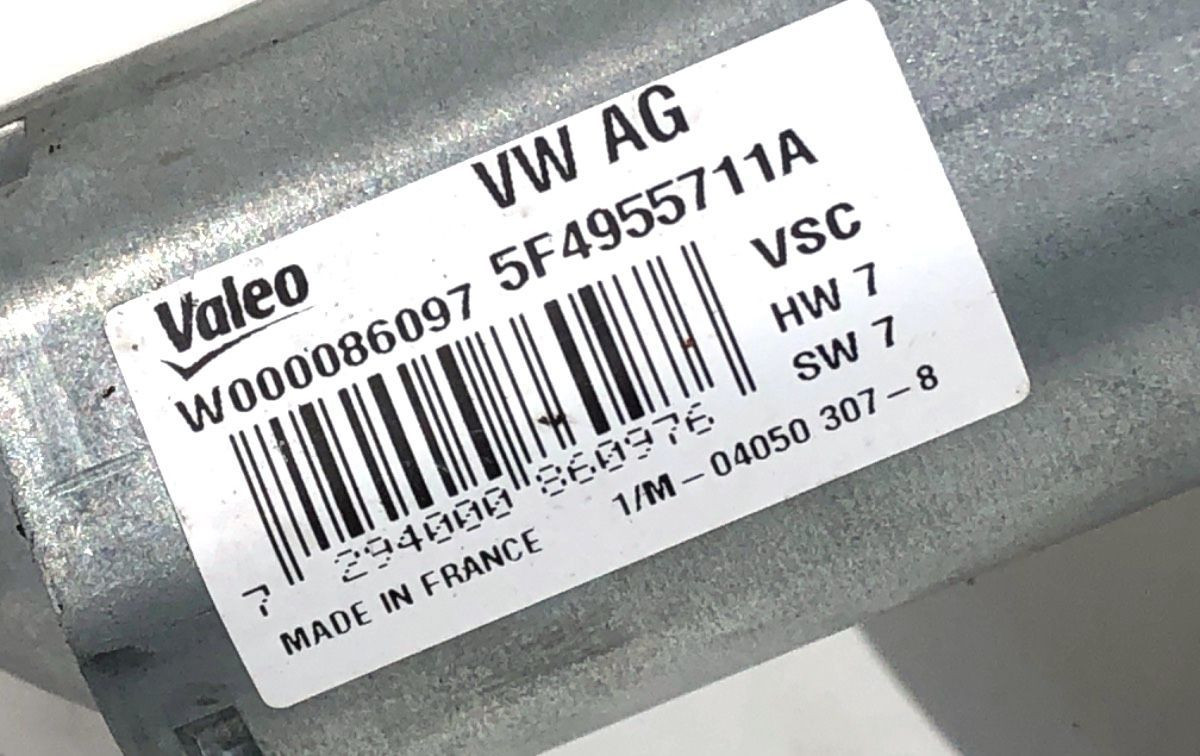 VW AG
Valeo
W000086097 5F4955711A
VSC
HW 7
SW 7
7 294000 860976
1/M-04050 307-8
MADE IN FRANCE